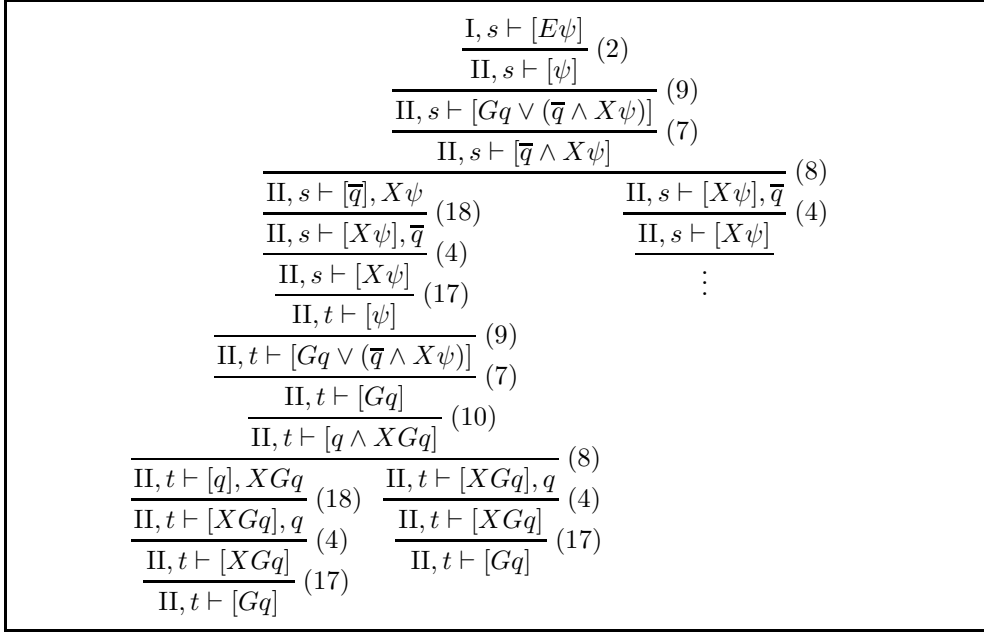 I, s ⊢ [Eψ]
(2)
II, s ⊢ [ψ]
(9)
II, s ⊢ [Gq ∨ (q̅ ∧ Xψ)]
(7)
II, s ⊢ [q̅ ∧ Xψ]
(8)
II, s ⊢ [q̅], Xψ
(18)
II, s ⊢ [Xψ], q̅
(4)
II, s ⊢ [Xψ], q̅
(4)
II, s ⊢ [Xψ]
II, s ⊢ [Xψ]
(17)
⋮
II, t ⊢ [ψ]
(9)
II, t ⊢ [Gq ∨ (q̅ ∧ Xψ)]
(7)
II, t ⊢ [Gq]
(10)
II, t ⊢ [q ∧ XGq]
(8)
II, t ⊢ [q], XGq
(18)
II, t ⊢ [XGq], q
(4)
II, t ⊢ [XGq], q
(4)
II, t ⊢ [XGq]
(17)
II, t ⊢ [XGq]
(17)
II, t ⊢ [Gq]
II, t ⊢ [Gq]